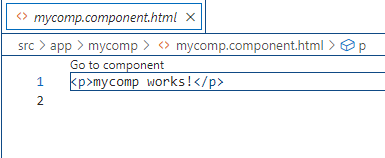 <> mycomp.component.html ×
src > app > mycomp > <> mycomp.component.html > p
Go to component
1 <p>mycomp works!</p>
2